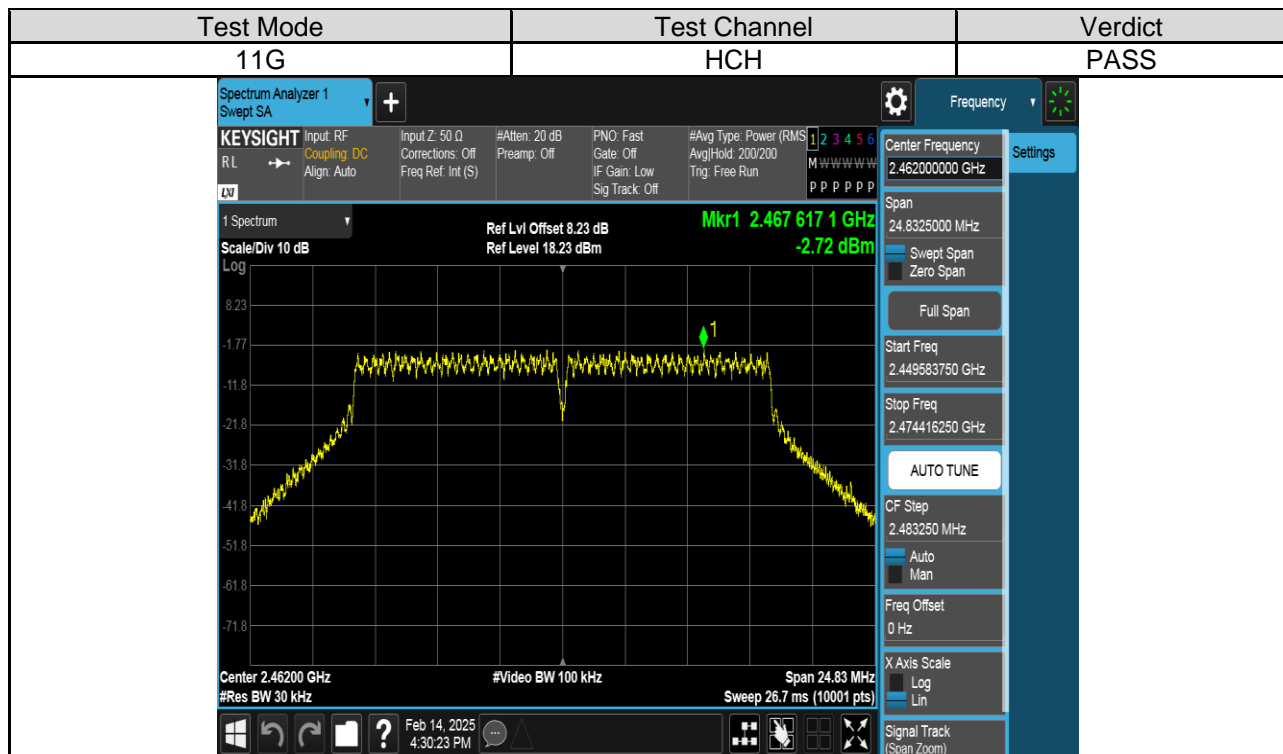 Test Mode Test Channel Verdict
11G HCH PASS
Spectrum Analyzer 1
Swept SA
+
Frequency
KEYSIGHT
R L
LXI
Input: RF
Coupling: DC
Align: Auto
Input Z: 50 Ω
Corrections: Off
Freq Ref: Int (S)
#Atten: 20 dB
Preamp: Off
PNO: Fast
Gate: Off
IF Gain: Low
Sig Track: Off
#Avg Type: Power (RMS
Avg|Hold: 200/200
Trig: Free Run
1 2 3 4 5 6
M W W W W W
P P P P P P
1 Spectrum
Scale/Div 10 dB
Log
Ref Lvl Offset 8.23 dB
Ref Level 18.23 dBm
Mkr1 2.467 617 1 GHz
-2.72 dBm
8.23
-1.77
-11.8
-21.8
-31.8
-41.8
-51.8
-61.8
-71.8
1
Center 2.46200 GHz
#Res BW 30 kHz
#Video BW 100 kHz
Span 24.83 MHz
Sweep 26.7 ms (10001 pts)
Center Frequency
2.462000000 GHz
Settings
Span
24.8325000 MHz
Swept Span
Zero Span
Full Span
Start Freq
2.449583750 GHz
Stop Freq
2.474416250 GHz
AUTO TUNE
CF Step
2.483250 MHz
Auto
Man
Freq Offset
0 Hz
X Axis Scale
Log
Lin
Signal Track
(Span Zoom)
?
Feb 14, 2025
4:30:23 PM